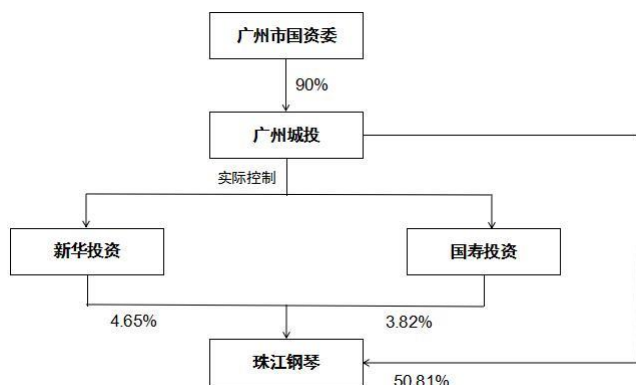 广州市国资委
90%
广州城投
实际控制
新华投资
国寿投资
4.65%
3.82%
珠江钢琴
50.81%